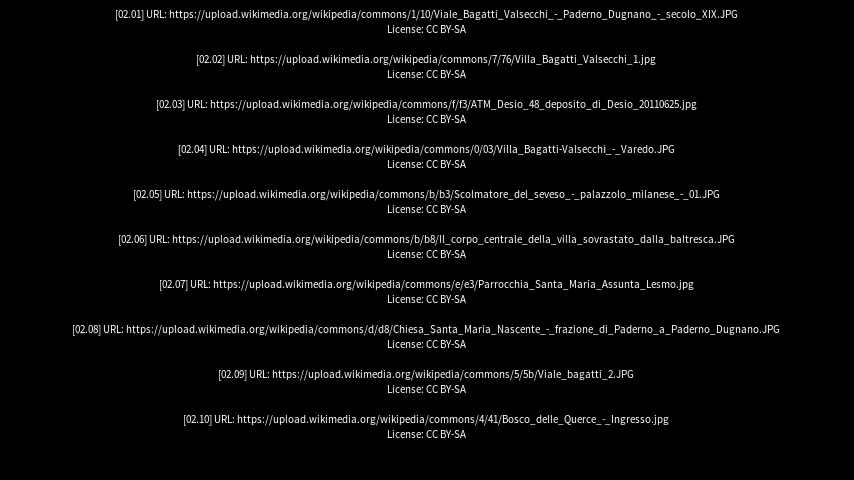 [02.01] URL: https://upload.wikimedia.org/wikipedia/commons/1/10/Viale_Bagatti_Valsecchi_-_Paderno_Dugnano_-_secolo_XIX.JPG
License: CC BY-SA
[02.02] URL: https://upload.wikimedia.org/wikipedia/commons/7/76/Villa_Bagatti_Valsecchi_1.jpg
License: CC BY-SA
[02.03] URL: https://upload.wikimedia.org/wikipedia/commons/f/f3/ATM_Desio_48_deposito_di_Desio_20110625.jpg
License: CC BY-SA
[02.04] URL: https://upload.wikimedia.org/wikipedia/commons/0/03/Villa_Bagatti-Valsecchi_-_Varedo.JPG
License: CC BY-SA
[02.05] URL: https://upload.wikimedia.org/wikipedia/commons/b/b3/Scolmatore_del_seveso_-_palazzolo_milanese_-_01.JPG
License: CC BY-SA
[02.06] URL: https://upload.wikimedia.org/wikipedia/commons/b/b8/Il_corpo_centrale_della_villa_sovrastato_dalla_baltresca.JPG
License: CC BY-SA
[02.07] URL: https://upload.wikimedia.org/wikipedia/commons/e/e3/Parrocchia_Santa_Maria_Assunta_Lesmo.jpg
License: CC BY-SA
[02.08] URL: https://upload.wikimedia.org/wikipedia/commons/d/d8/Chiesa_Santa_Maria_Nascente_-_frazione_di_Paderno_a_Paderno_Dugnano.JPG
License: CC BY-SA
[02.09] URL: https://upload.wikimedia.org/wikipedia/commons/5/5b/Viale_bagatti_2.JPG
License: CC BY-SA
[02.10] URL: https://upload.wikimedia.org/wikipedia/commons/4/41/Bosco_delle_Querce_-_Ingresso.jpg
License: CC BY-SA